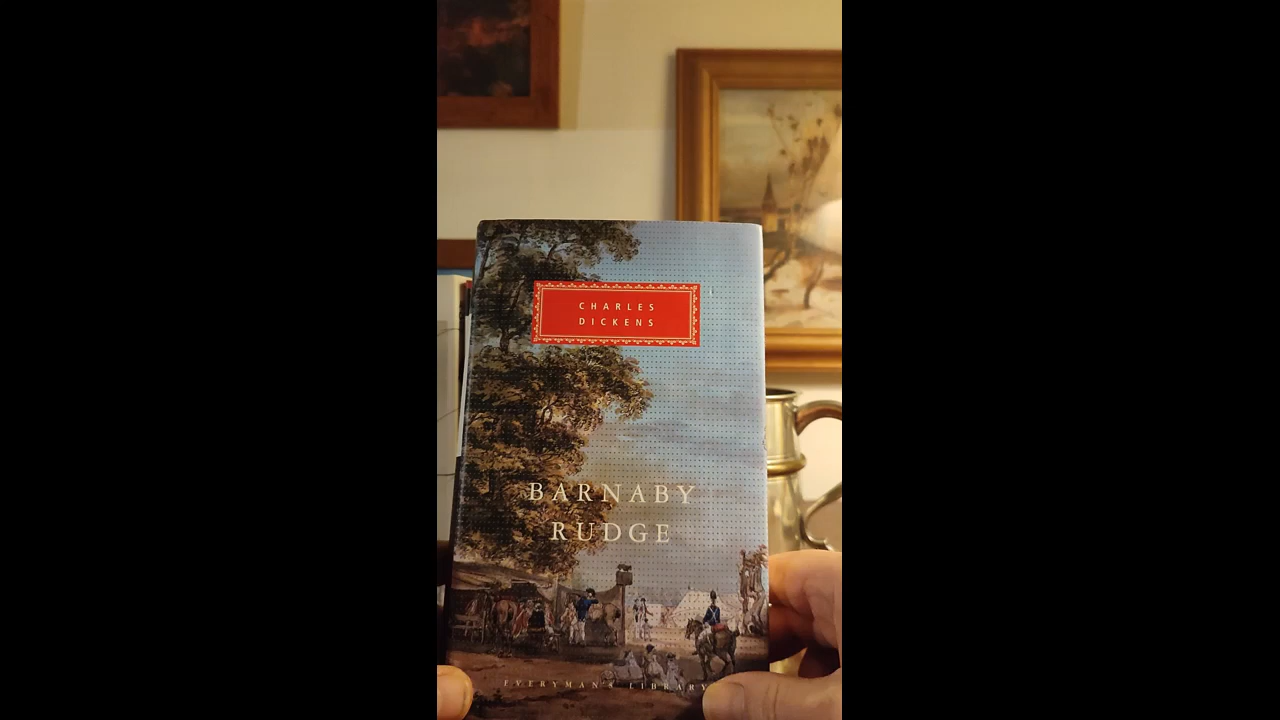 CHARLES
DICKENS
BARNABY
RUDGE
EVERYMAN'S LIBRARY